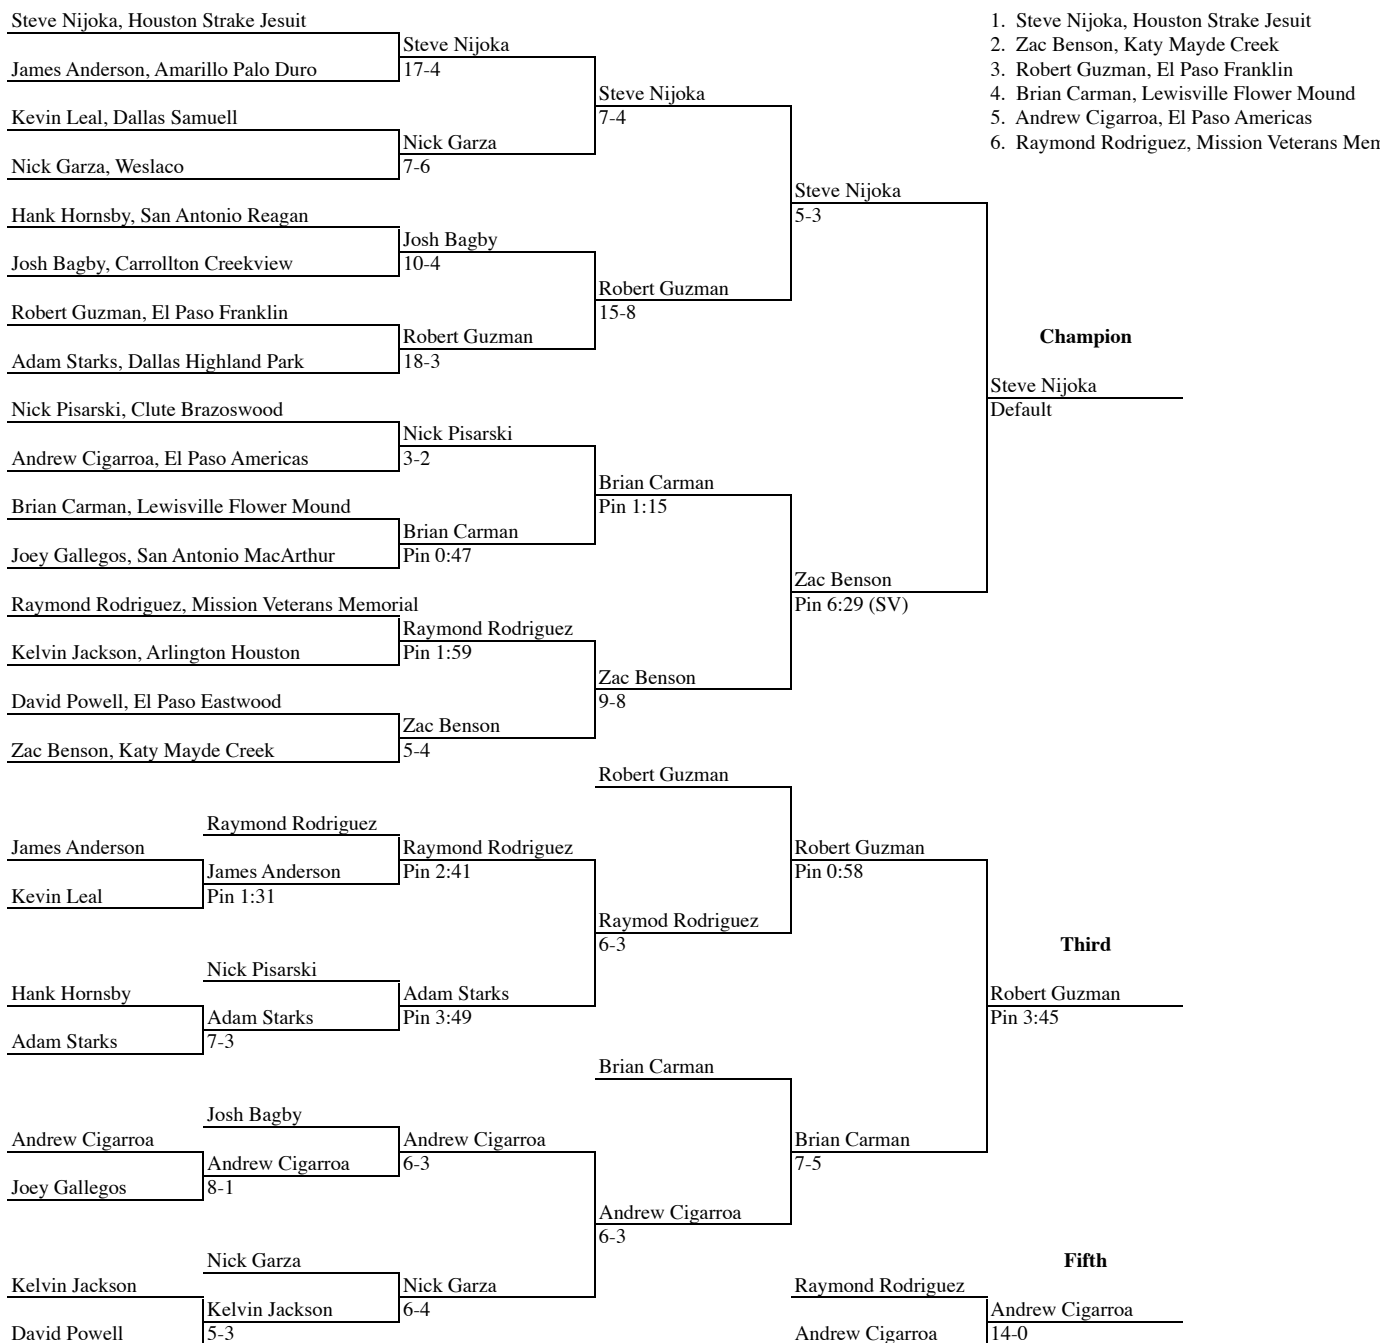 Steve Nijoka, Houston Strake Jesuit
Steve Nijoka
James Anderson, Amarillo Palo Duro
17-4
Steve Nijoka
Kevin Leal, Dallas Samuell
7-4
Nick Garza
Nick Garza, Weslaco
7-6
Steve Nijoka
Hank Hornsby, San Antonio Reagan
5-3
Josh Bagby
Josh Bagby, Carrollton Creekview
10-4
Robert Guzman
Robert Guzman, El Paso Franklin
15-8
Robert Guzman
Adam Starks, Dallas Highland Park
18-3
1. Steve Nijoka, Houston Strake Jesuit
2. Zac Benson, Katy Mayde Creek
3. Robert Guzman, El Paso Franklin
4. Brian Carman, Lewisville Flower Mound
5. Andrew Cigarroa, El Paso Americas
6. Raymond Rodriguez, Mission Veterans Mem
Champion
Steve Nijoka
Default
Nick Pisarski, Clute Brazoswood
Nick Pisarski
Andrew Cigarroa, El Paso Americas
3-2
Brian Carman
Brian Carman, Lewisville Flower Mound
Pin 1:15
Brian Carman
Joey Gallegos, San Antonio MacArthur
Pin 0:47
Zac Benson
Raymond Rodriguez, Mission Veterans Memorial
Pin 6:29 (SV)
Raymond Rodriguez
Kelvin Jackson, Arlington Houston
Pin 1:59
Zac Benson
David Powell, El Paso Eastwood
9-8
Zac Benson
Zac Benson, Katy Mayde Creek
5-4
Robert Guzman
Raymond Rodriguez
James Anderson
Raymond Rodriguez
Robert Guzman
James Anderson
Pin 2:41
Pin 0:58
Kevin Leal
Pin 1:31
Raymod Rodriguez
6-3
Third
Nick Pisarski
Hank Hornsby
Adam Starks
Robert Guzman
Adam Starks
Pin 3:49
Pin 3:45
Adam Starks
7-3
Brian Carman
Josh Bagby
Andrew Cigarroa
Andrew Cigarroa
Brian Carman
Andrew Cigarroa
6-3
7-5
Joey Gallegos
8-1
Andrew Cigarroa
6-3
Nick Garza
Fifth
Kelvin Jackson
Nick Garza
Raymond Rodriguez
Kelvin Jackson
6-4
Andrew Cigarroa
David Powell
5-3
Andrew Cigarroa
14-0